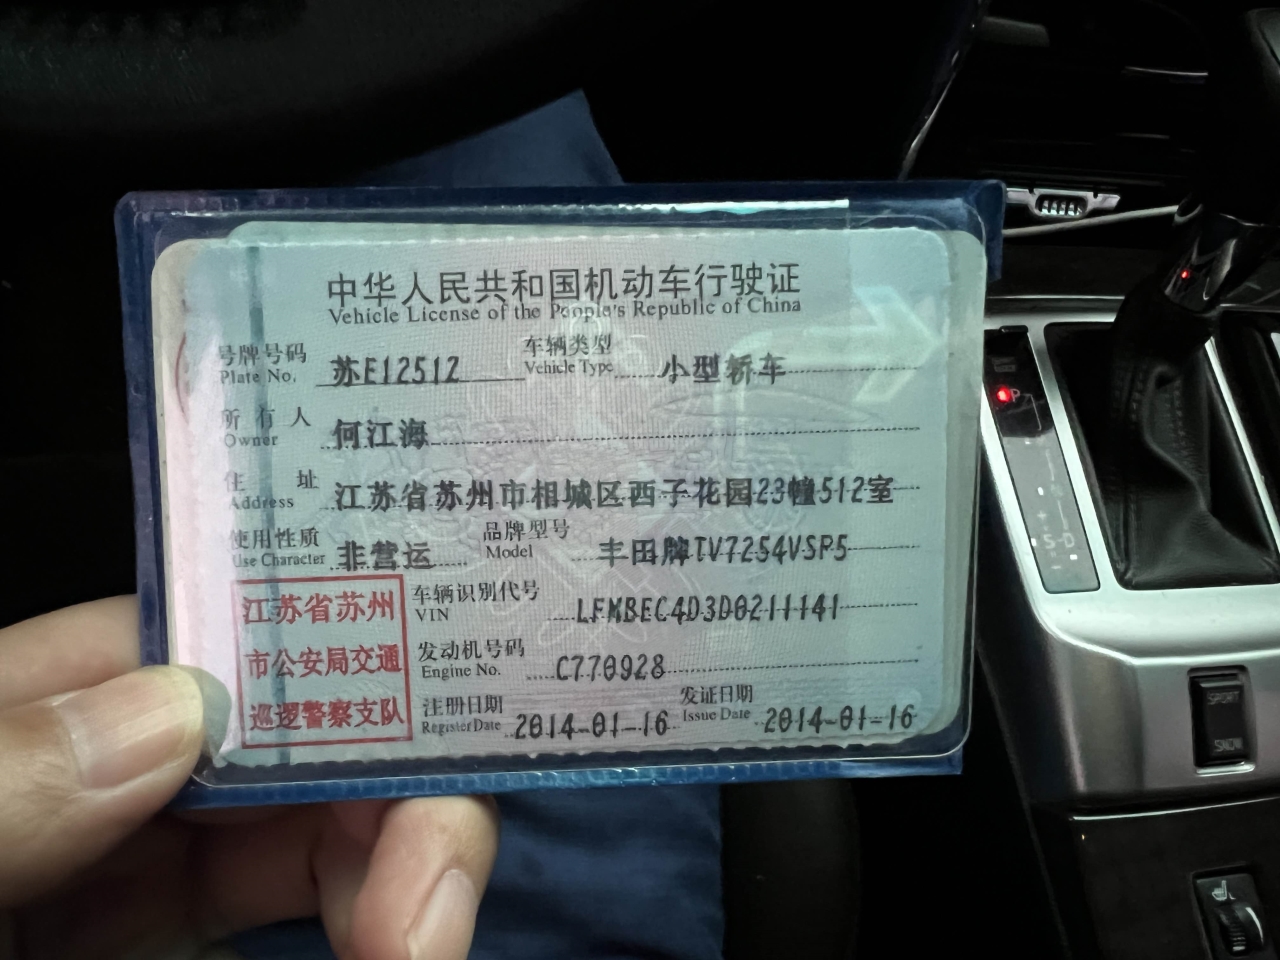 中华人民共和国机动车行驶证
Vehicle License of the People's Republic of China
号牌号码 苏E12512 车辆类型 小型轿车
Plate No. Vehicle Type
所有人 何江海
Owner
住址 江苏省苏州市相城区西子花园23幢512室
Address
使用性质 非营运 品牌型号 丰田牌TV7254VSP5
Use Character Model
江苏省苏州
市公安局交通
巡逻警察支队
车辆识别代号 LFMBEC4D3D0211141
VIN
发动机号码 C770928
Engine No.
注册日期 2014-01-16 发证日期 2014-01-16
Register Date Issue Date
P
+
S-D
SPORT
SNOW